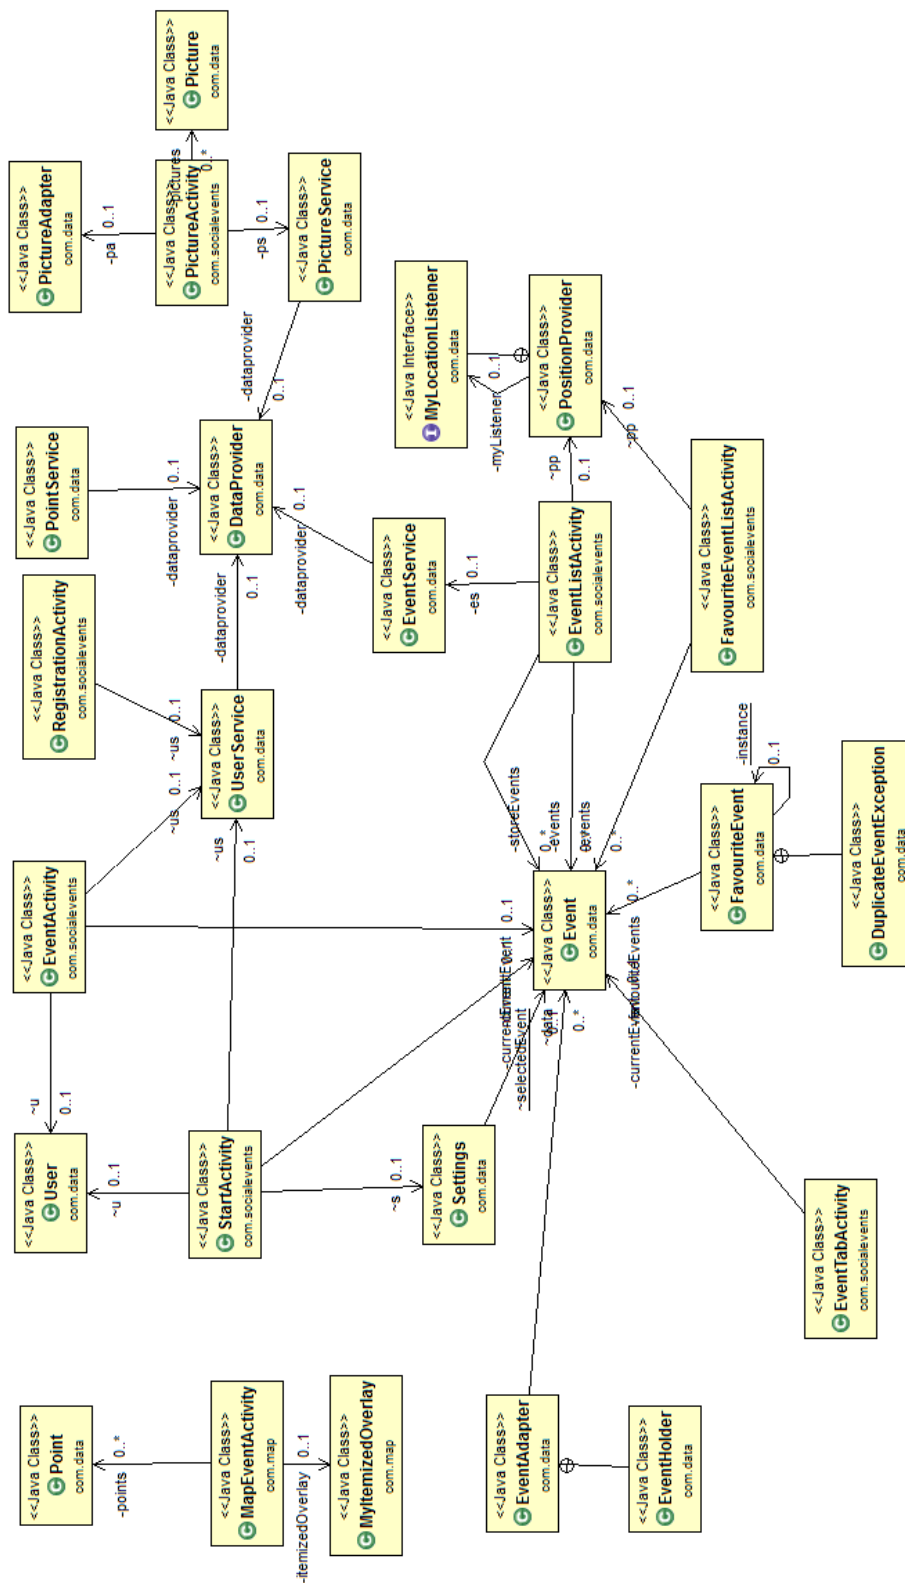 <<Java Class>>
Picture
com.data
<<Java Class>>
PictureAdapter
com.data
-pa
0..1
<<Java Class>>
PictureActivity
com.socialevents
-pictures
0..*
-ps
0..1
<<Java Class>>
PictureService
com.data
-dataprovider
0..1
<<Java Class>>
PointService
com.data
-dataprovider
0..1
<<Java Class>>
DataProvider
com.data
<<Java Interface>>
MyLocationListener
com.data
-myListener
0..1
<<Java Class>>
PositionProvider
com.data
~pp
0..1
~pp
0..1
<<Java Class>>
RegistrationActivity
com.socialevents
~us
0..1
-dataprovider
0..1
-dataprovider
0..1
<<Java Class>>
EventService
com.data
-es
0..1
<<Java Class>>
EventListActivity
com.socialevents
<<Java Class>>
FavouriteEventListActivity
com.socialevents
<<Java Class>>
UserService
com.data
~us
0..1
~us
0..1
<<Java Class>>
EventActivity
com.socialevents
-storeEvents
0..*
-events
events
0..*
<<Java Class>>
Event
com.data
0..1
0..*
-instance
0..1
<<Java Class>>
FavouriteEvent
com.data
<<Java Class>>
DuplicateEventException
com.data
~u
0..1
<<Java Class>>
User
com.data
~u
0..1
<<Java Class>>
StartActivity
com.socialevents
~s
0..1
<<Java Class>>
Settings
com.data
-currentEvent
~selectedEvent
~data
0..1
0..*
-currentEvent
<<Java Class>>
EventTabActivity
com.socialevents
<<Java Class>>
Point
com.data
-points
0..*
<<Java Class>>
MapEventActivity
com.map
-itemizedOverlay
0..1
<<Java Class>>
MyItemizedOverlay
com.map
<<Java Class>>
EventAdapter
com.data
<<Java Class>>
EventHolder
com.data